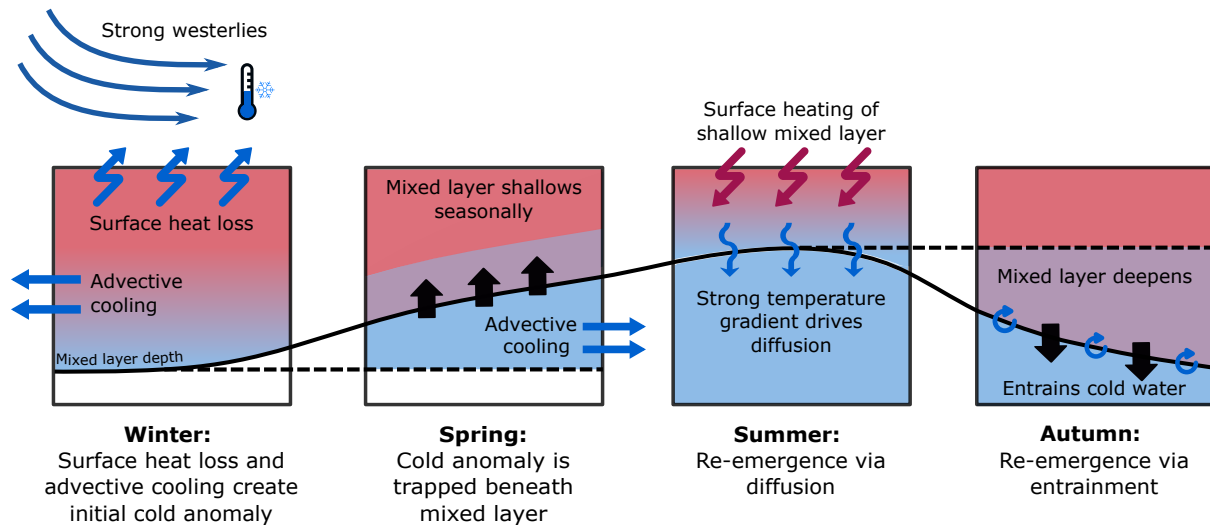 Strong westerlies
Surface heat loss
Advective
cooling
Mixed layer depth
Winter:
Surface heat loss and
advective cooling create
initial cold anomaly
Mixed layer shallows
seasonally
Advective
cooling
Spring:
Cold anomaly is
trapped beneath
mixed layer
Surface heating of
shallow mixed layer
Strong temperature
gradient drives
diffusion
Summer:
Re-emergence via
diffusion
Mixed layer deepens
Entrains cold water
Autumn:
Re-emergence via
entrainment